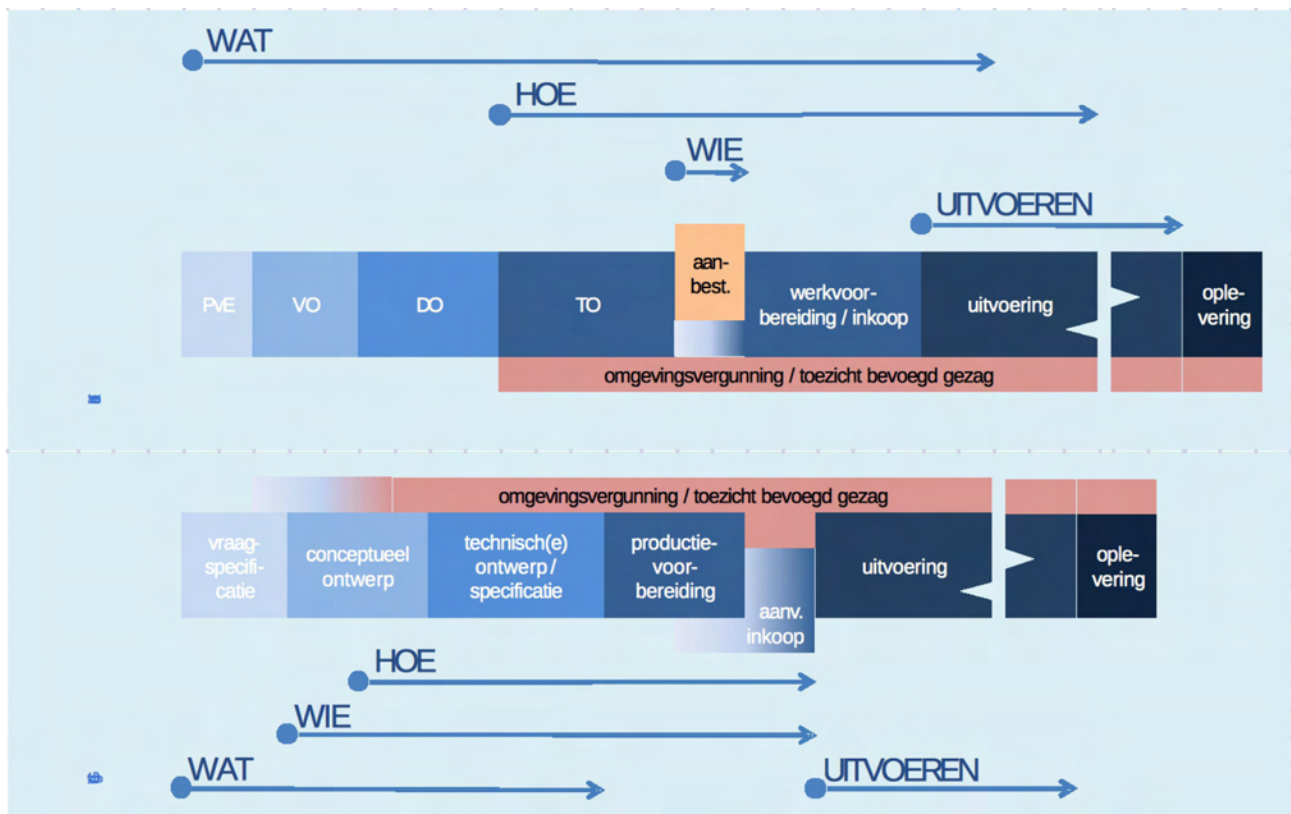 WAT
HOE
WIE
UITVOEREN
PvE
VO
DO
TO
aan-
best.
werkvoor-
bereiding / inkoop
uitvoering
ople-
vering
omgevingsvergunning / toezicht bevoegd gezag
omgevingsvergunning / toezicht bevoegd gezag
vraag-
specifi-
catie
conceptueel
ontwerp
technisch(e)
ontwerp /
specificatie
productie-
voor-
bereiding
aanv.
inkoop
uitvoering
ople-
vering
HOE
WIE
WAT
UITVOEREN